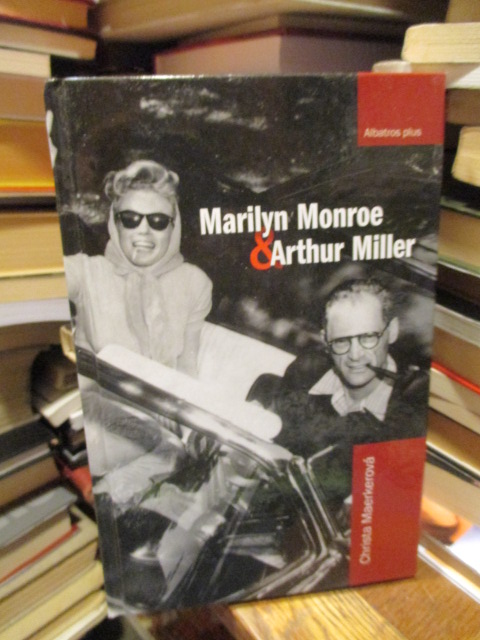 Albatros plus
Marilyn Monroe
& Arthur Miller
Christa Maerkerová